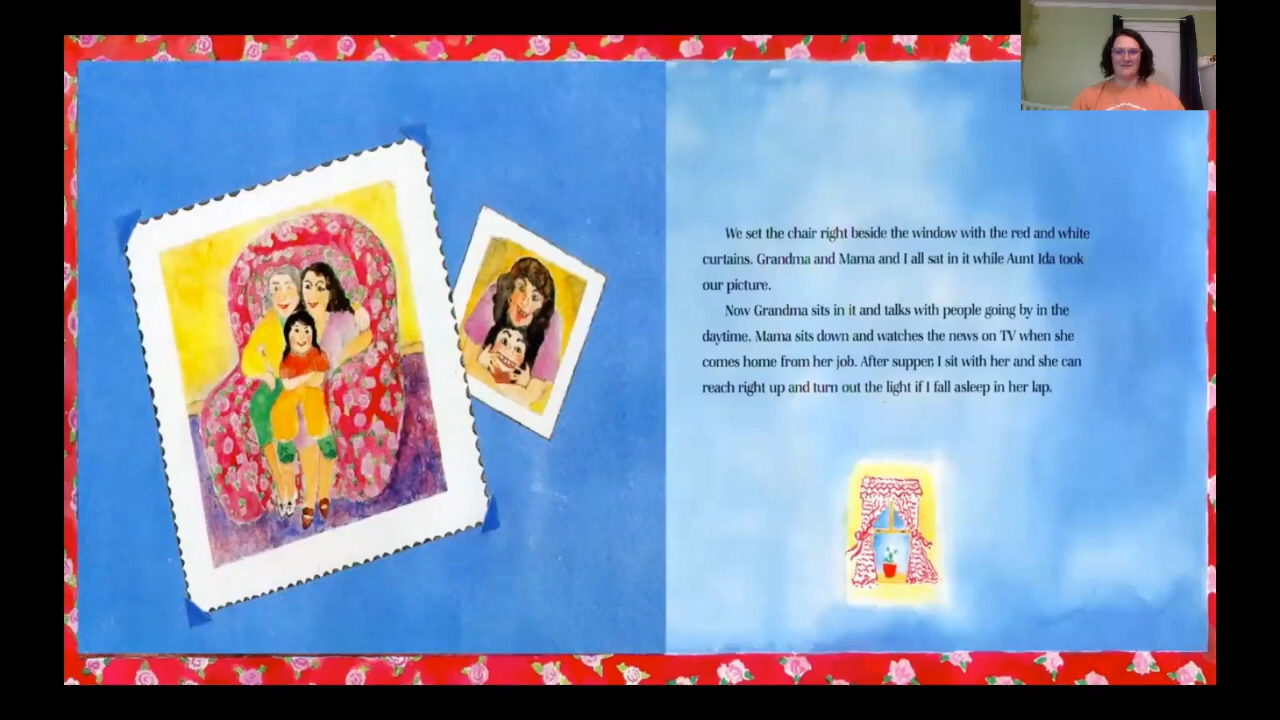 We set the chair right beside the window with the red and white
curtains. Grandma and Mama and I all sat in it while Aunt Ida took
our picture.
Now Grandma sits in it and talks with people going by in the
daytime. Mama sits down and watches the news on TV when she
comes home from her job. After supper, I sit with her and she can
reach right up and turn out the light if I fall asleep in her lap.